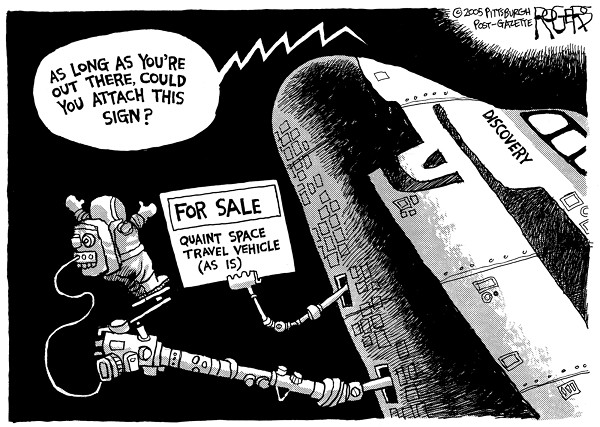 ©2005 PITTSBURGH
POST-GAZETTE
ROGERS
AS LONG AS YOU'RE
OUT THERE, COULD
YOU ATTACH THIS
SIGN?
DISCOVERY
FOR SALE
QUAINT SPACE
TRAVEL VEHICLE
(AS IS)